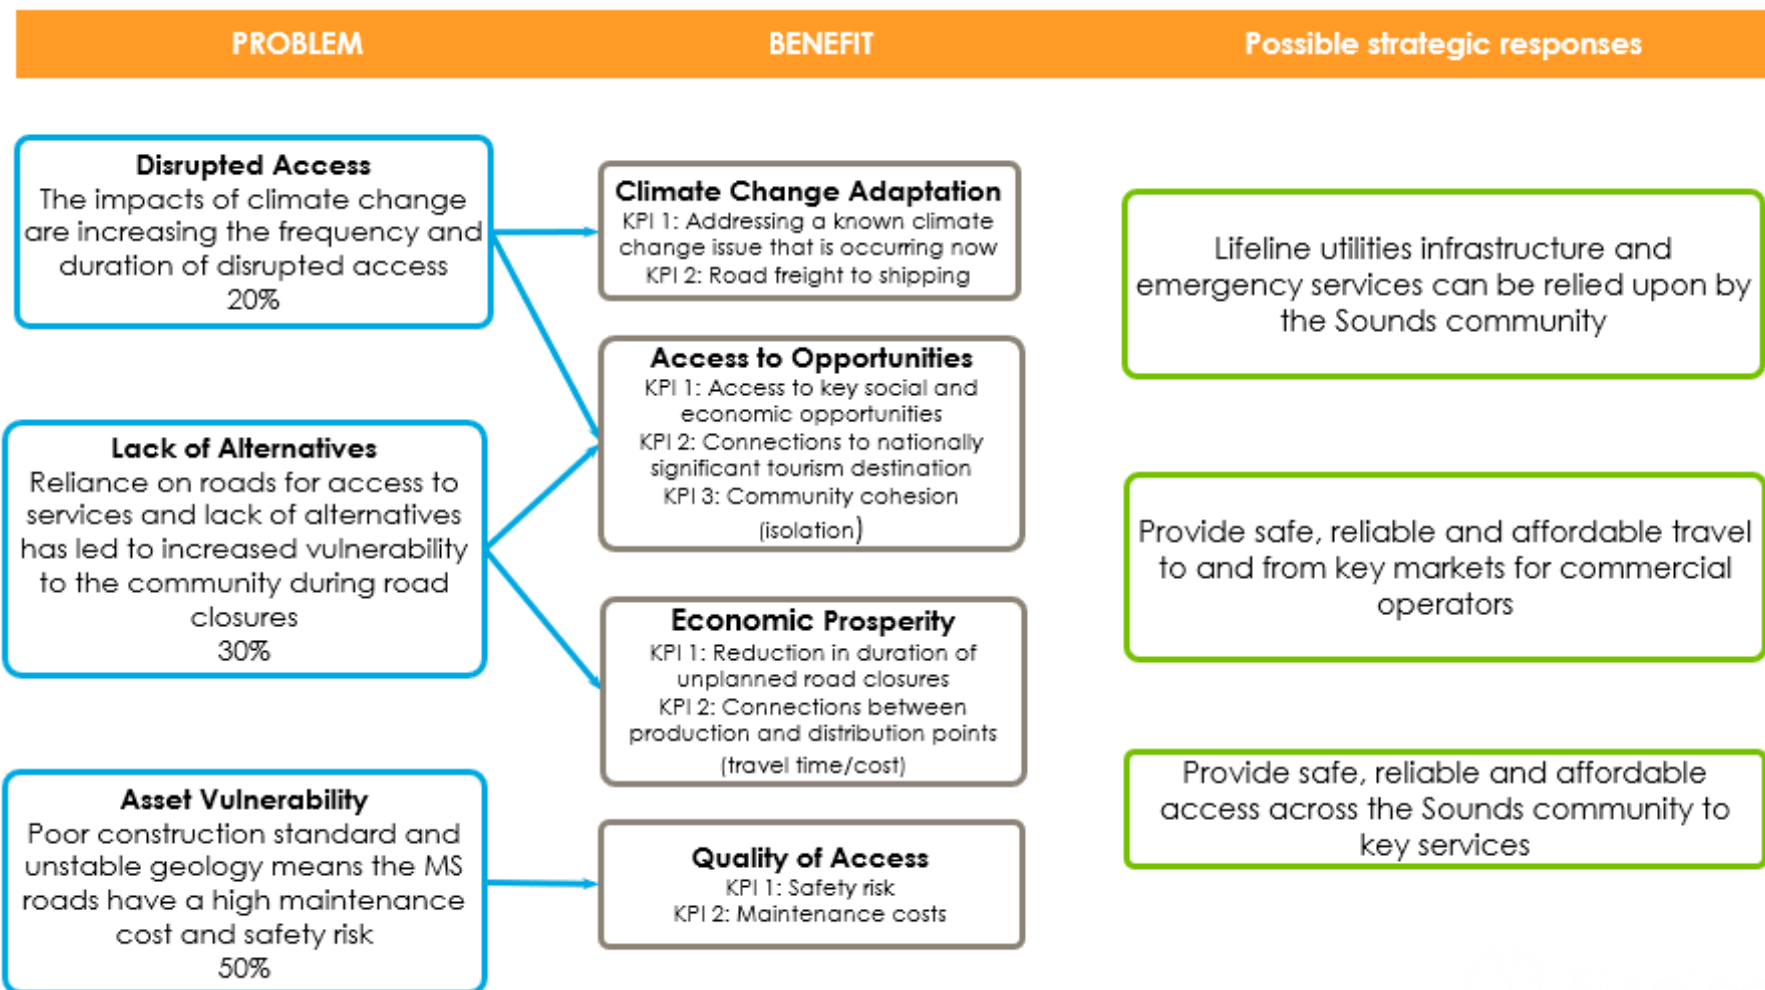 PROBLEM
BENEFIT
Possible strategic responses
Disrupted Access
The impacts of climate change
are increasing the frequency and
duration of disrupted access
20%
Lack of Alternatives
Reliance on roads for access to
services and lack of alternatives
has led to increased vulnerability
to the community during road
closures
30%
Asset Vulnerability
Poor construction standard and
unstable geology means the MS
roads have a high maintenance
cost and safety risk
50%
Climate Change Adaptation
KPI 1: Addressing a known climate
change issue that is occurring now
KPI 2: Road freight to shipping
Access to Opportunities
KPI 1: Access to key social and
economic opportunities
KPI 2: Connections to nationally
significant tourism destination
KPI 3: Community cohesion
(isolation)
Economic Prosperity
KPI 1: Reduction in duration of
unplanned road closures
KPI 2: Connections between
production and distribution points
(travel time/cost)
Quality of Access
KPI 1: Safety risk
KPI 2: Maintenance costs
Lifeline utilities infrastructure and
emergency services can be relied upon by
the Sounds community
Provide safe, reliable and affordable travel
to and from key markets for commercial
operators
Provide safe, reliable and affordable
access across the Sounds community to
key services